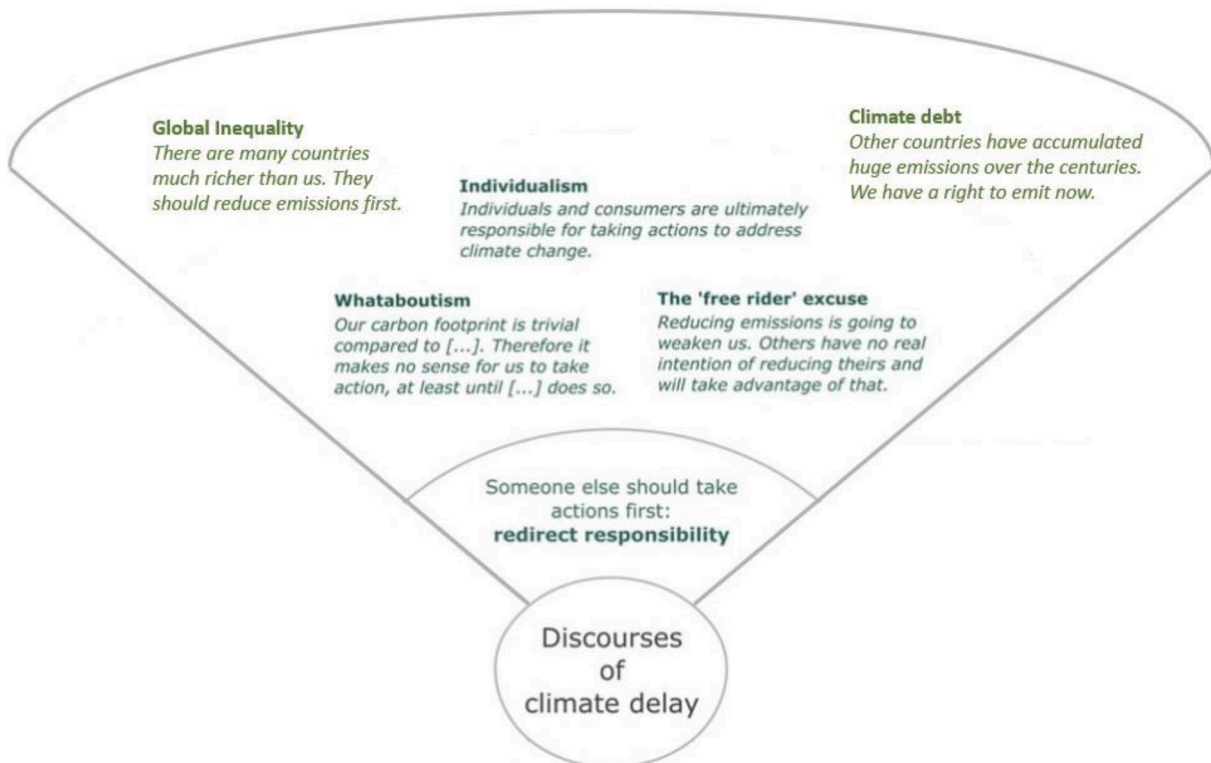 Global Inequality
There are many countries
much richer than us. They
should reduce emissions first.
Climate debt
Other countries have accumulated
huge emissions over the centuries.
We have a right to emit now.
Individualism
Individuals and consumers are ultimately
responsible for taking actions to address
climate change.
Whataboutism
Our carbon footprint is trivial
compared to [...]. Therefore it
makes no sense for us to take
action, at least until [...] does so.
The 'free rider' excuse
Reducing emissions is going to
weaken us. Others have no real
intention of reducing theirs and
will take advantage of that.
Someone else should take
actions first:
redirect responsibility
Discourses
of
climate delay